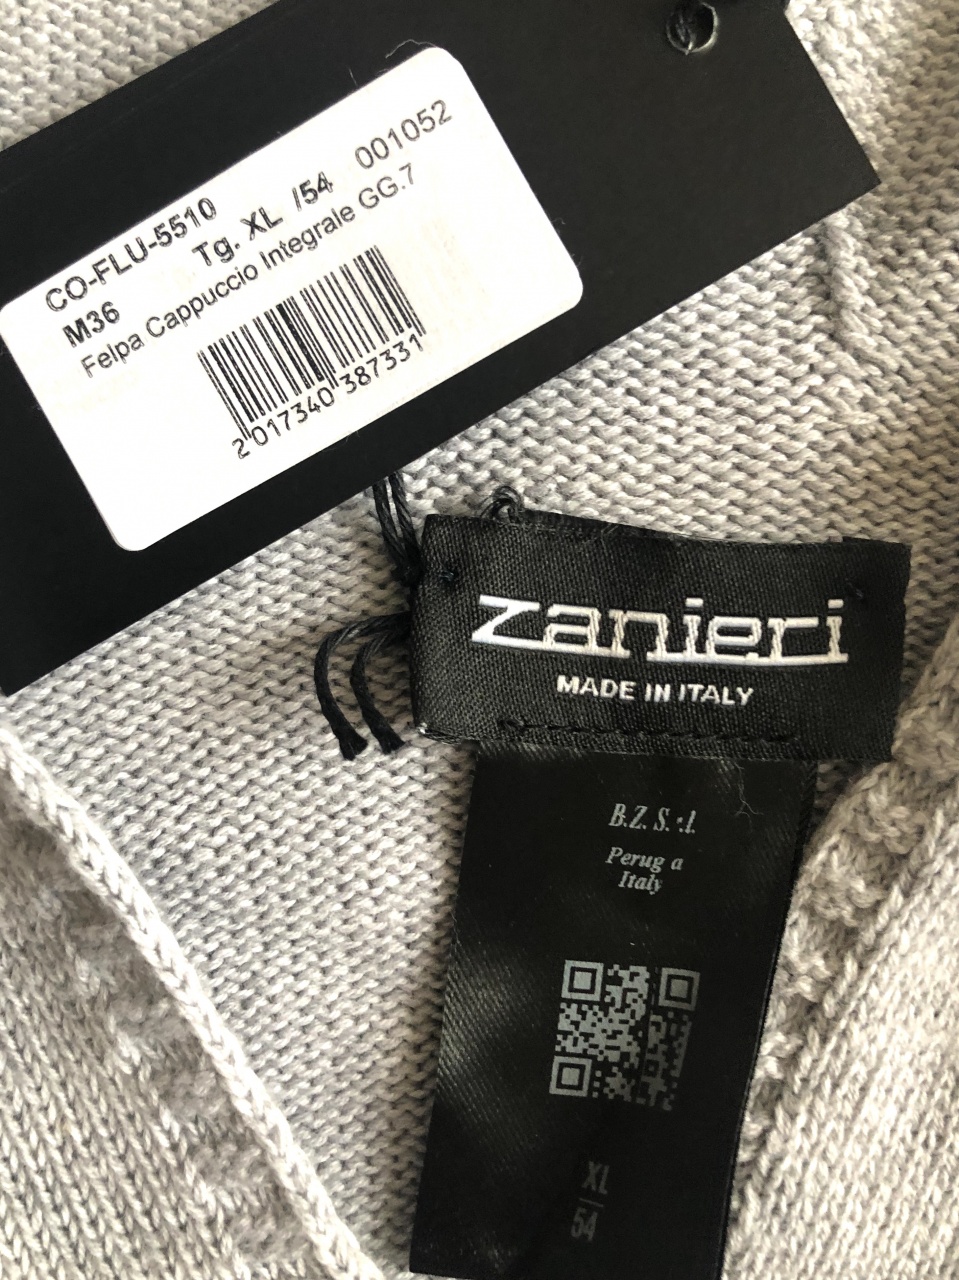 CO-FLU-5510
M36 Tg. XL /54 001052
Felpa Cappuccio Integrale GG.7
2 017340 387331
zanieri
MADE IN ITALY
B.Z. S. .l.
Perug a
Italy
XL
/
54